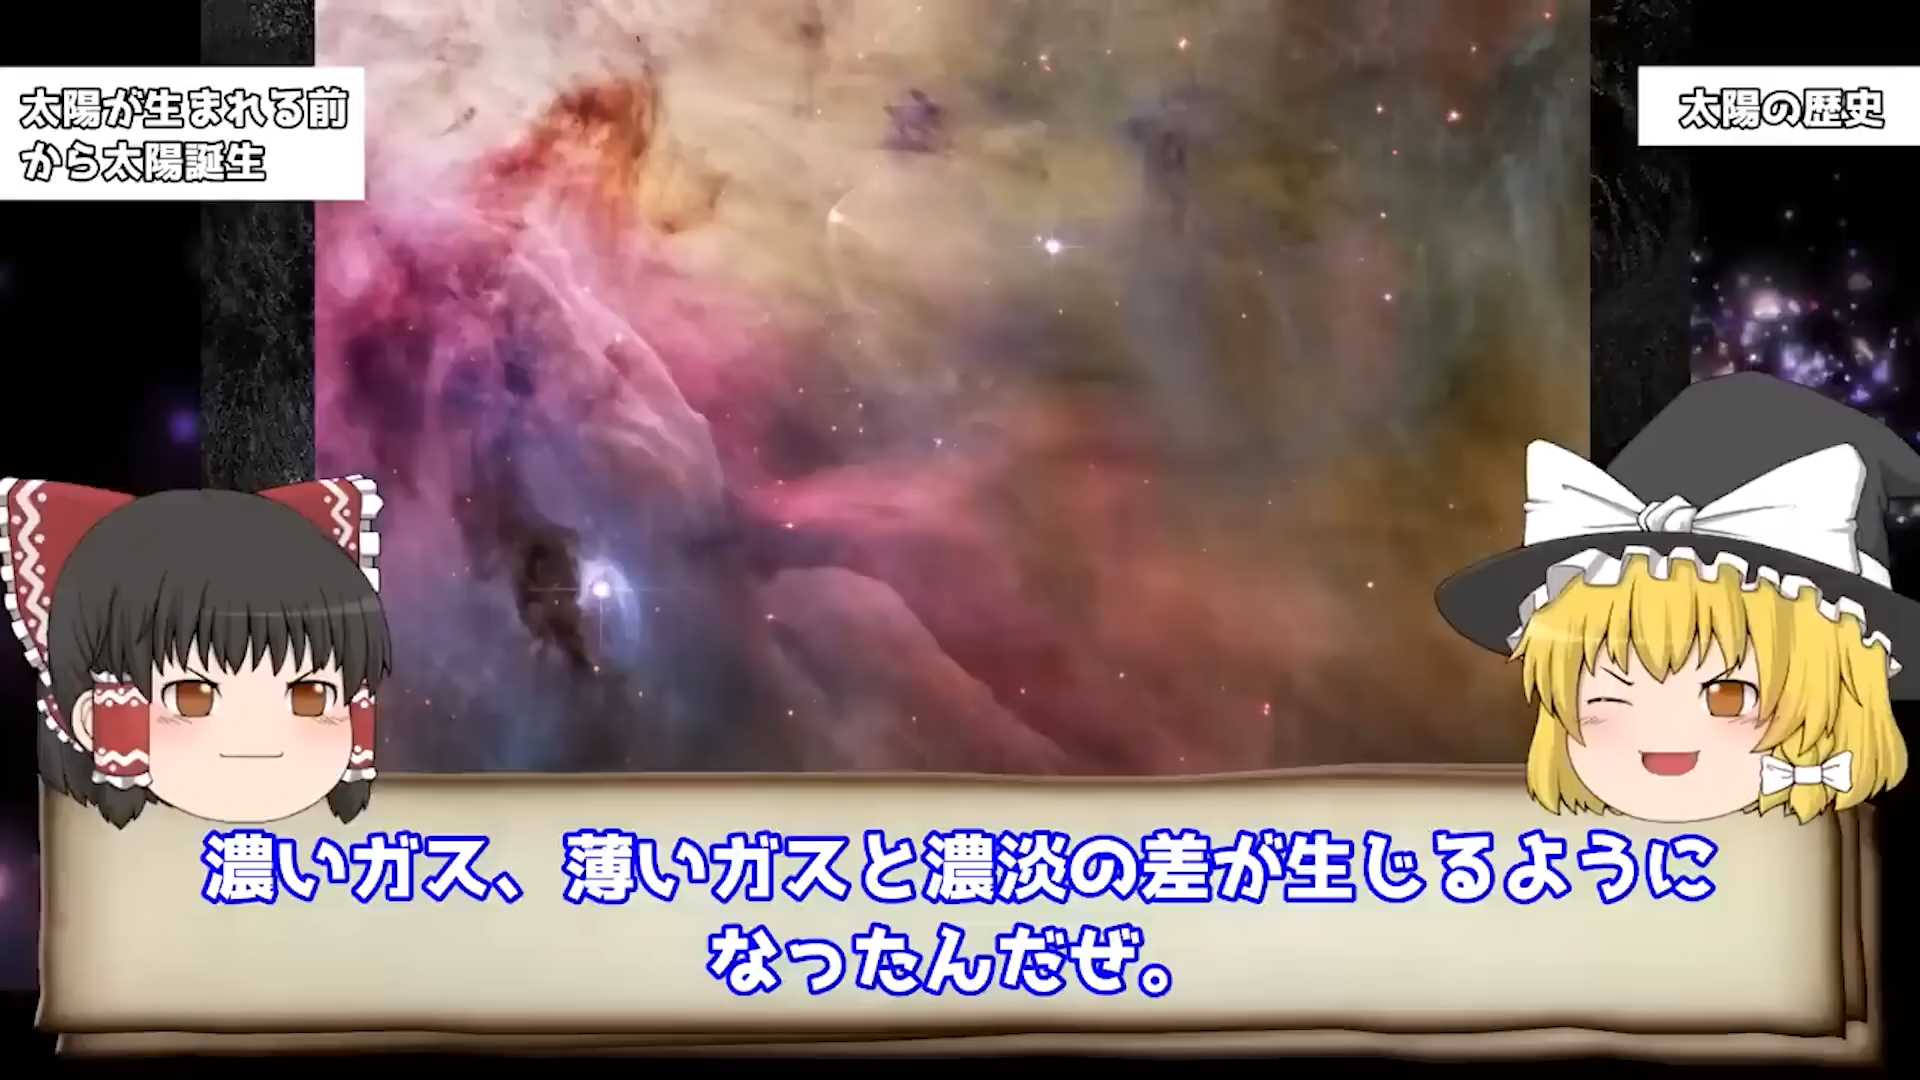 太陽が生まれる前
から太陽誕生
太陽の歴史
濃いガス、薄いガスと濃淡の差が生じるように
なったんだぜ。